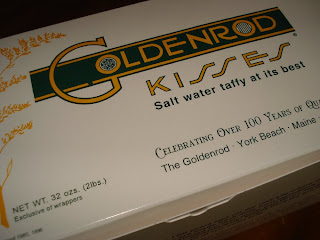 GOLDENROD®
KISSES
Salt water taffy at its best
CELEBRATING OVER 100 YEARS OF
The Goldenrod · York Beach · Maine
NET WT. 32 ozs. (2lbs.)
Exclusive of wrappers